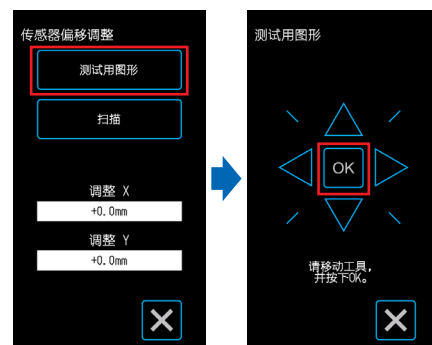 传感器偏移调整
测试用图形
扫描
调整 X
+0.0mm
调整 Y
+0.0mm
测试用图形
OK
请移动工具，
并按下OK。